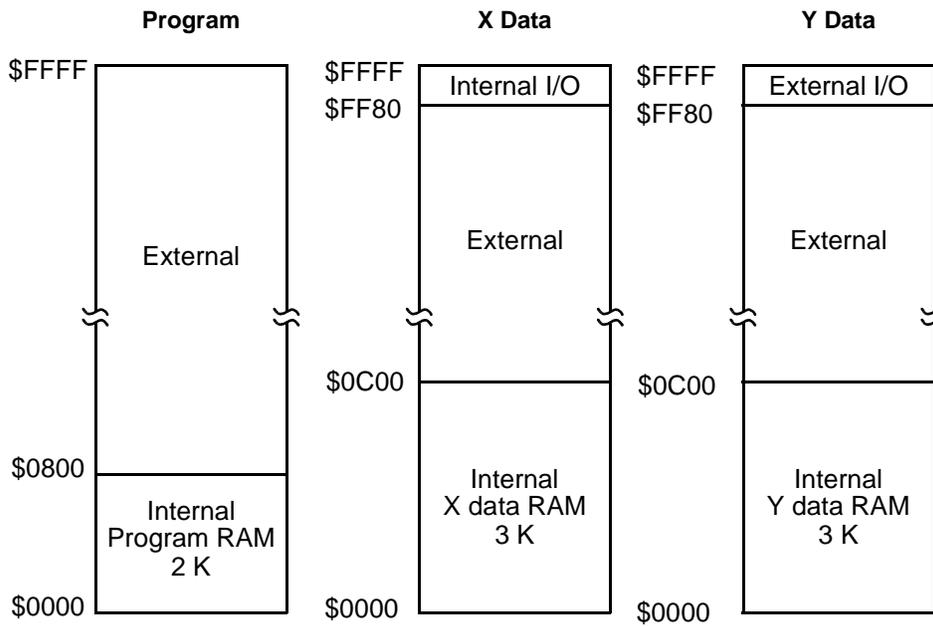 Program
$FFFF
External
$0800
Internal
Program RAM
2 K
$0000
X Data
$FFFF
Internal I/O
$FF80
External
$0C00
Internal
X data RAM
3 K
$0000
Y Data
$FFFF
External I/O
$FF80
External
$0C00
Internal
Y data RAM
3 K
$0000